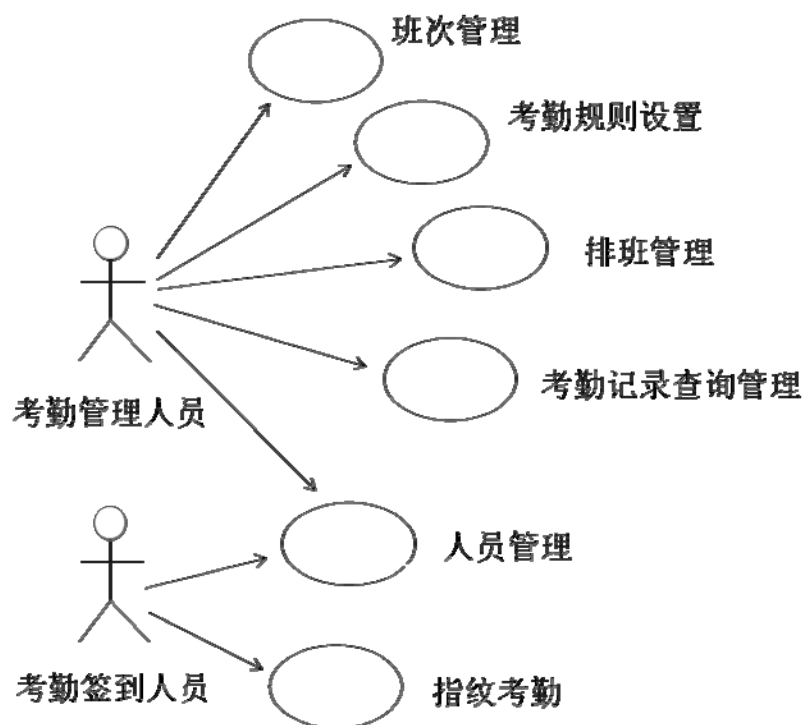 班次管理
考勤规则设置
排班管理
考勤记录查询管理
考勤管理人员
人员管理
考勤签到人员
指纹考勤